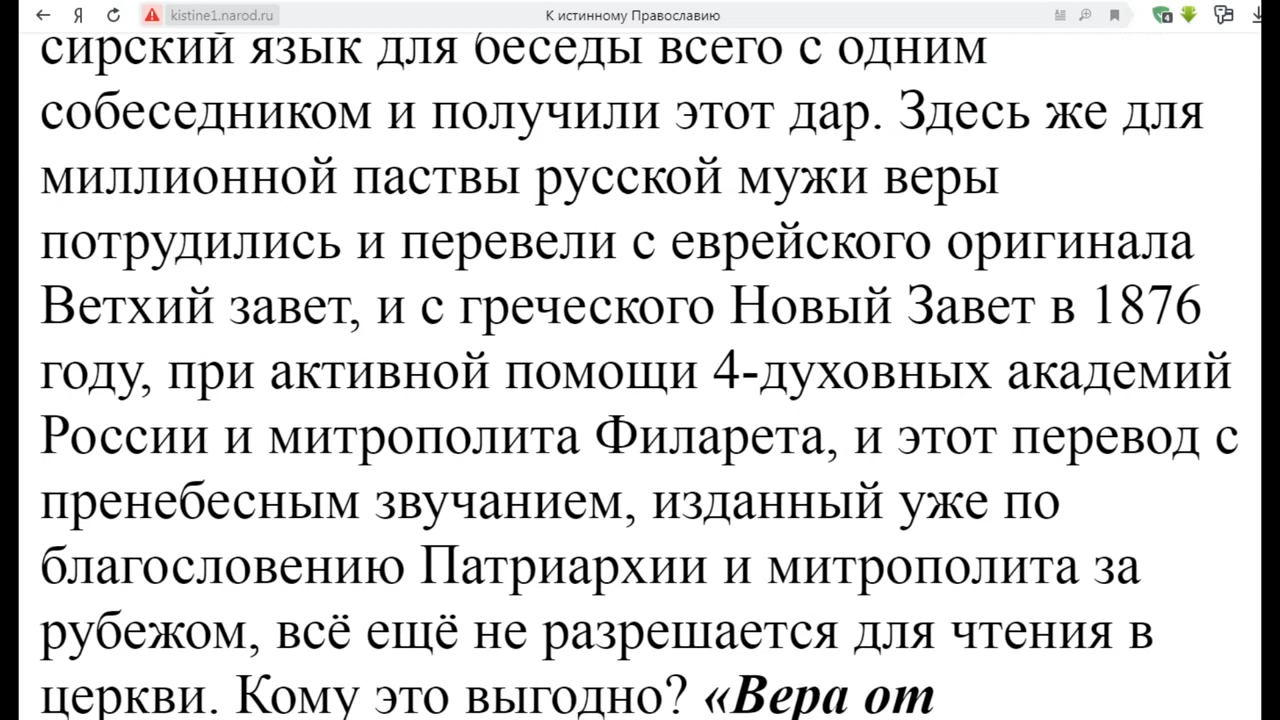 kistine1.narod.ru
К истинному Православию
сирский язык для беседы всего с одним
собеседником и получили этот дар. Здесь же для
миллионной паствы русской мужи веры
потрудились и перевели с еврейского оригинала
Ветхий завет, и с греческого Новый Завет в 1876
году, при активной помощи 4-духовных академий
России и митрополита Филарета, и этот перевод с
пренебесным звучанием, изданный уже по
благословению Патриархии и митрополита за
рубежом, всё ещё не разрешается для чтения в
церкви. Кому это выгодно? «Вера от